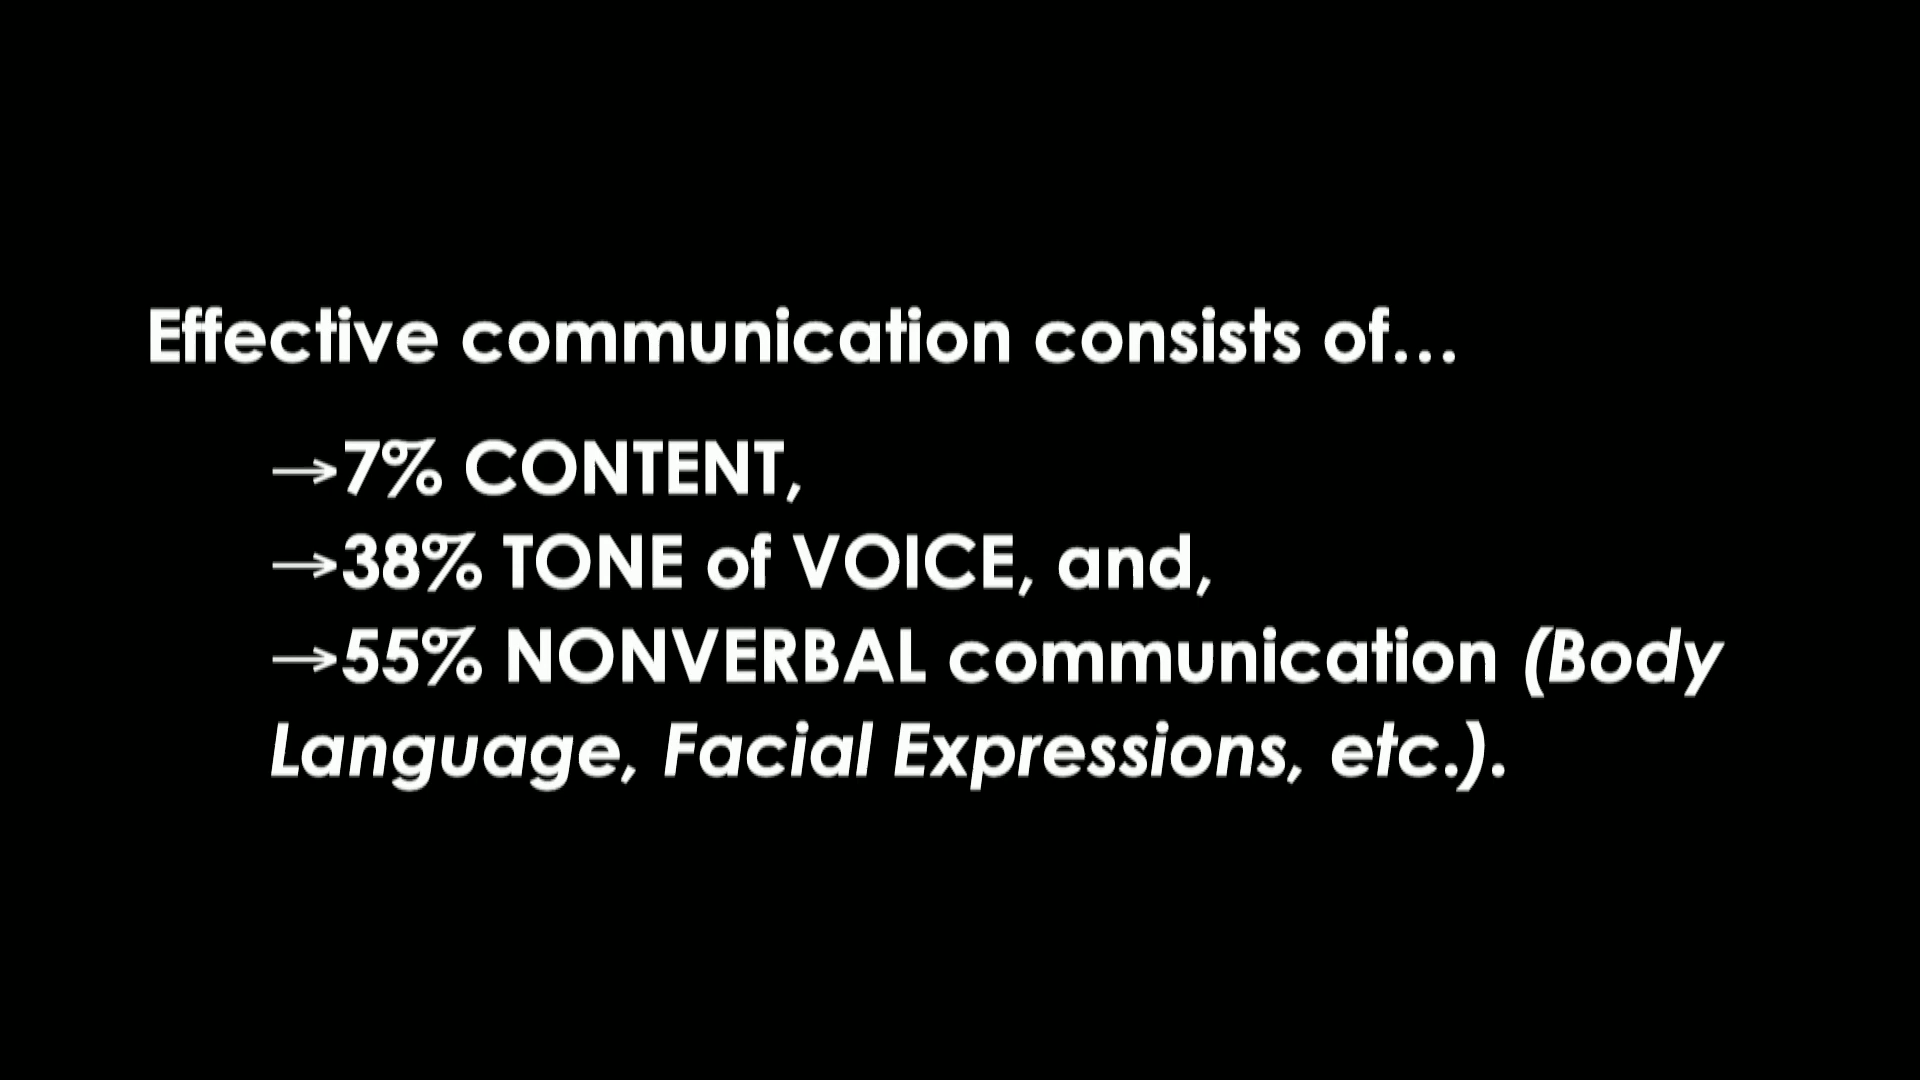 Effective communication consists of…
→7% CONTENT,
→38% TONE of VOICE, and,
→55% NONVERBAL communication (Body
Language, Facial Expressions, etc.).